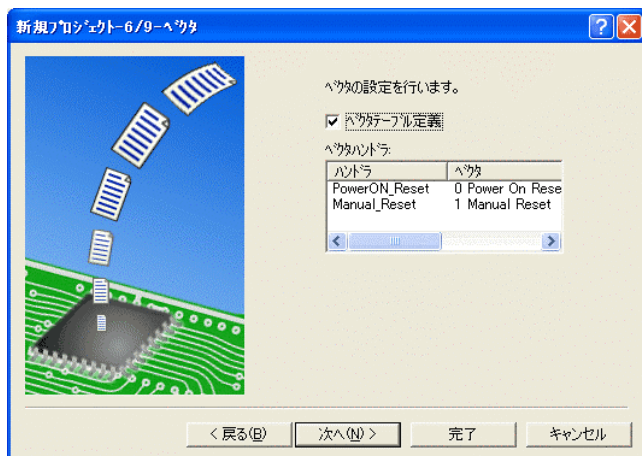 新規ﾌﾟﾛｼﾞｪｸﾄ-6/9-ﾍﾞｸﾀ
ﾍﾞｸﾀの設定を行います。
ﾍﾞｸﾀﾃｰﾌﾞﾙ定義
ﾍﾞｸﾀﾊﾝﾄﾞﾗ:
ﾊﾝﾄﾞﾗ ﾍﾞｸﾀ
PowerON_Reset 0 Power On Rese
Manual_Reset 1 Manual Reset
< 戻る(B) 次へ(N) > 完了 キャンセル